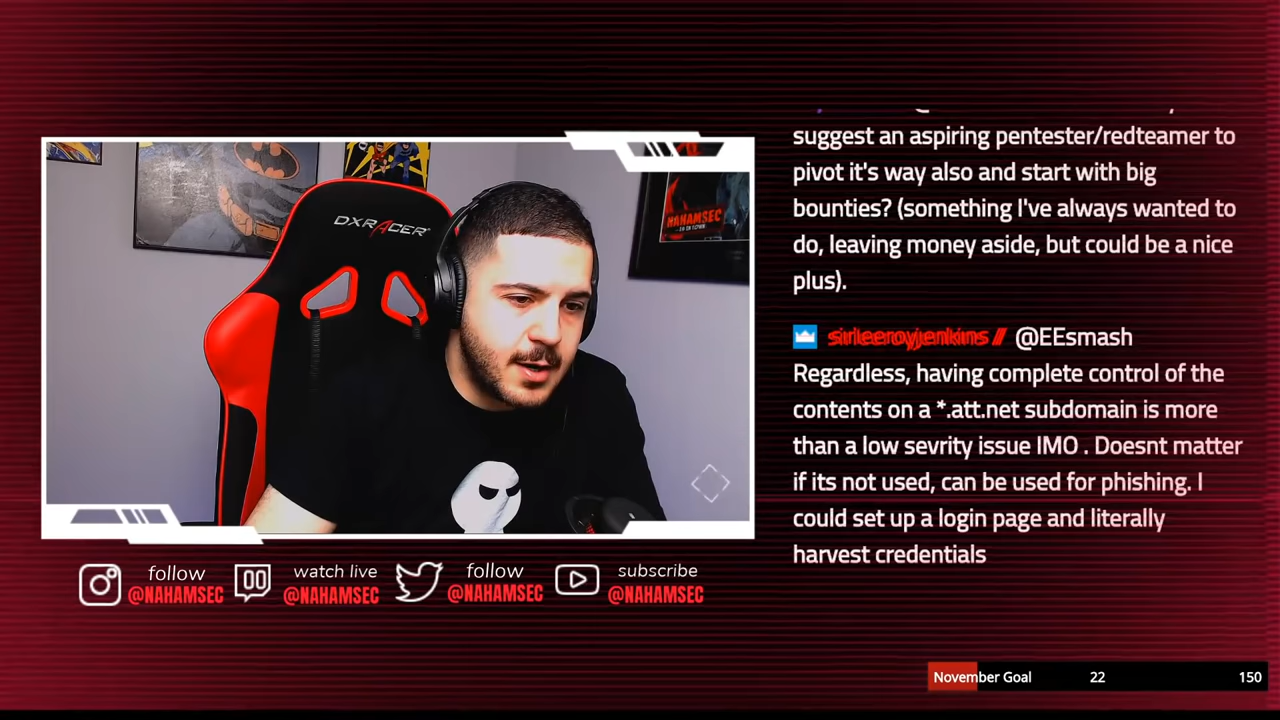 DXRACER
NAHAMSEC
follow
@NAHAMSEC
watch live
@NAHAMSEC
follow
@NAHAMSEC
subscribe
@NAHAMSEC
suggest an aspiring pentester/redteamer to
pivot it's way also and start with big
bounties? (something I've always wanted to
do, leaving money aside, but could be a nice
plus).
sirleeroyjenkins // @EEsmash
Regardless, having complete control of the
contents on a *.att.net subdomain is more
than a low sevrity issue IMO . Doesnt matter
if its not used, can be used for phishing. I
could set up a login page and literally
harvest credentials
November Goal 22 150